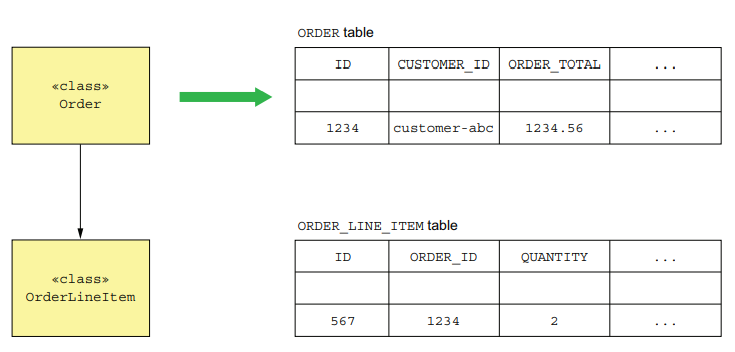 ORDER table
ID CUSTOMER_ID ORDER_TOTAL ...
«class»
Order
1234 customer-abc 1234.56 ...
ORDER_LINE_ITEM table
ID ORDER_ID QUANTITY ...
«class»
OrderLineItem
567 1234 2 ...